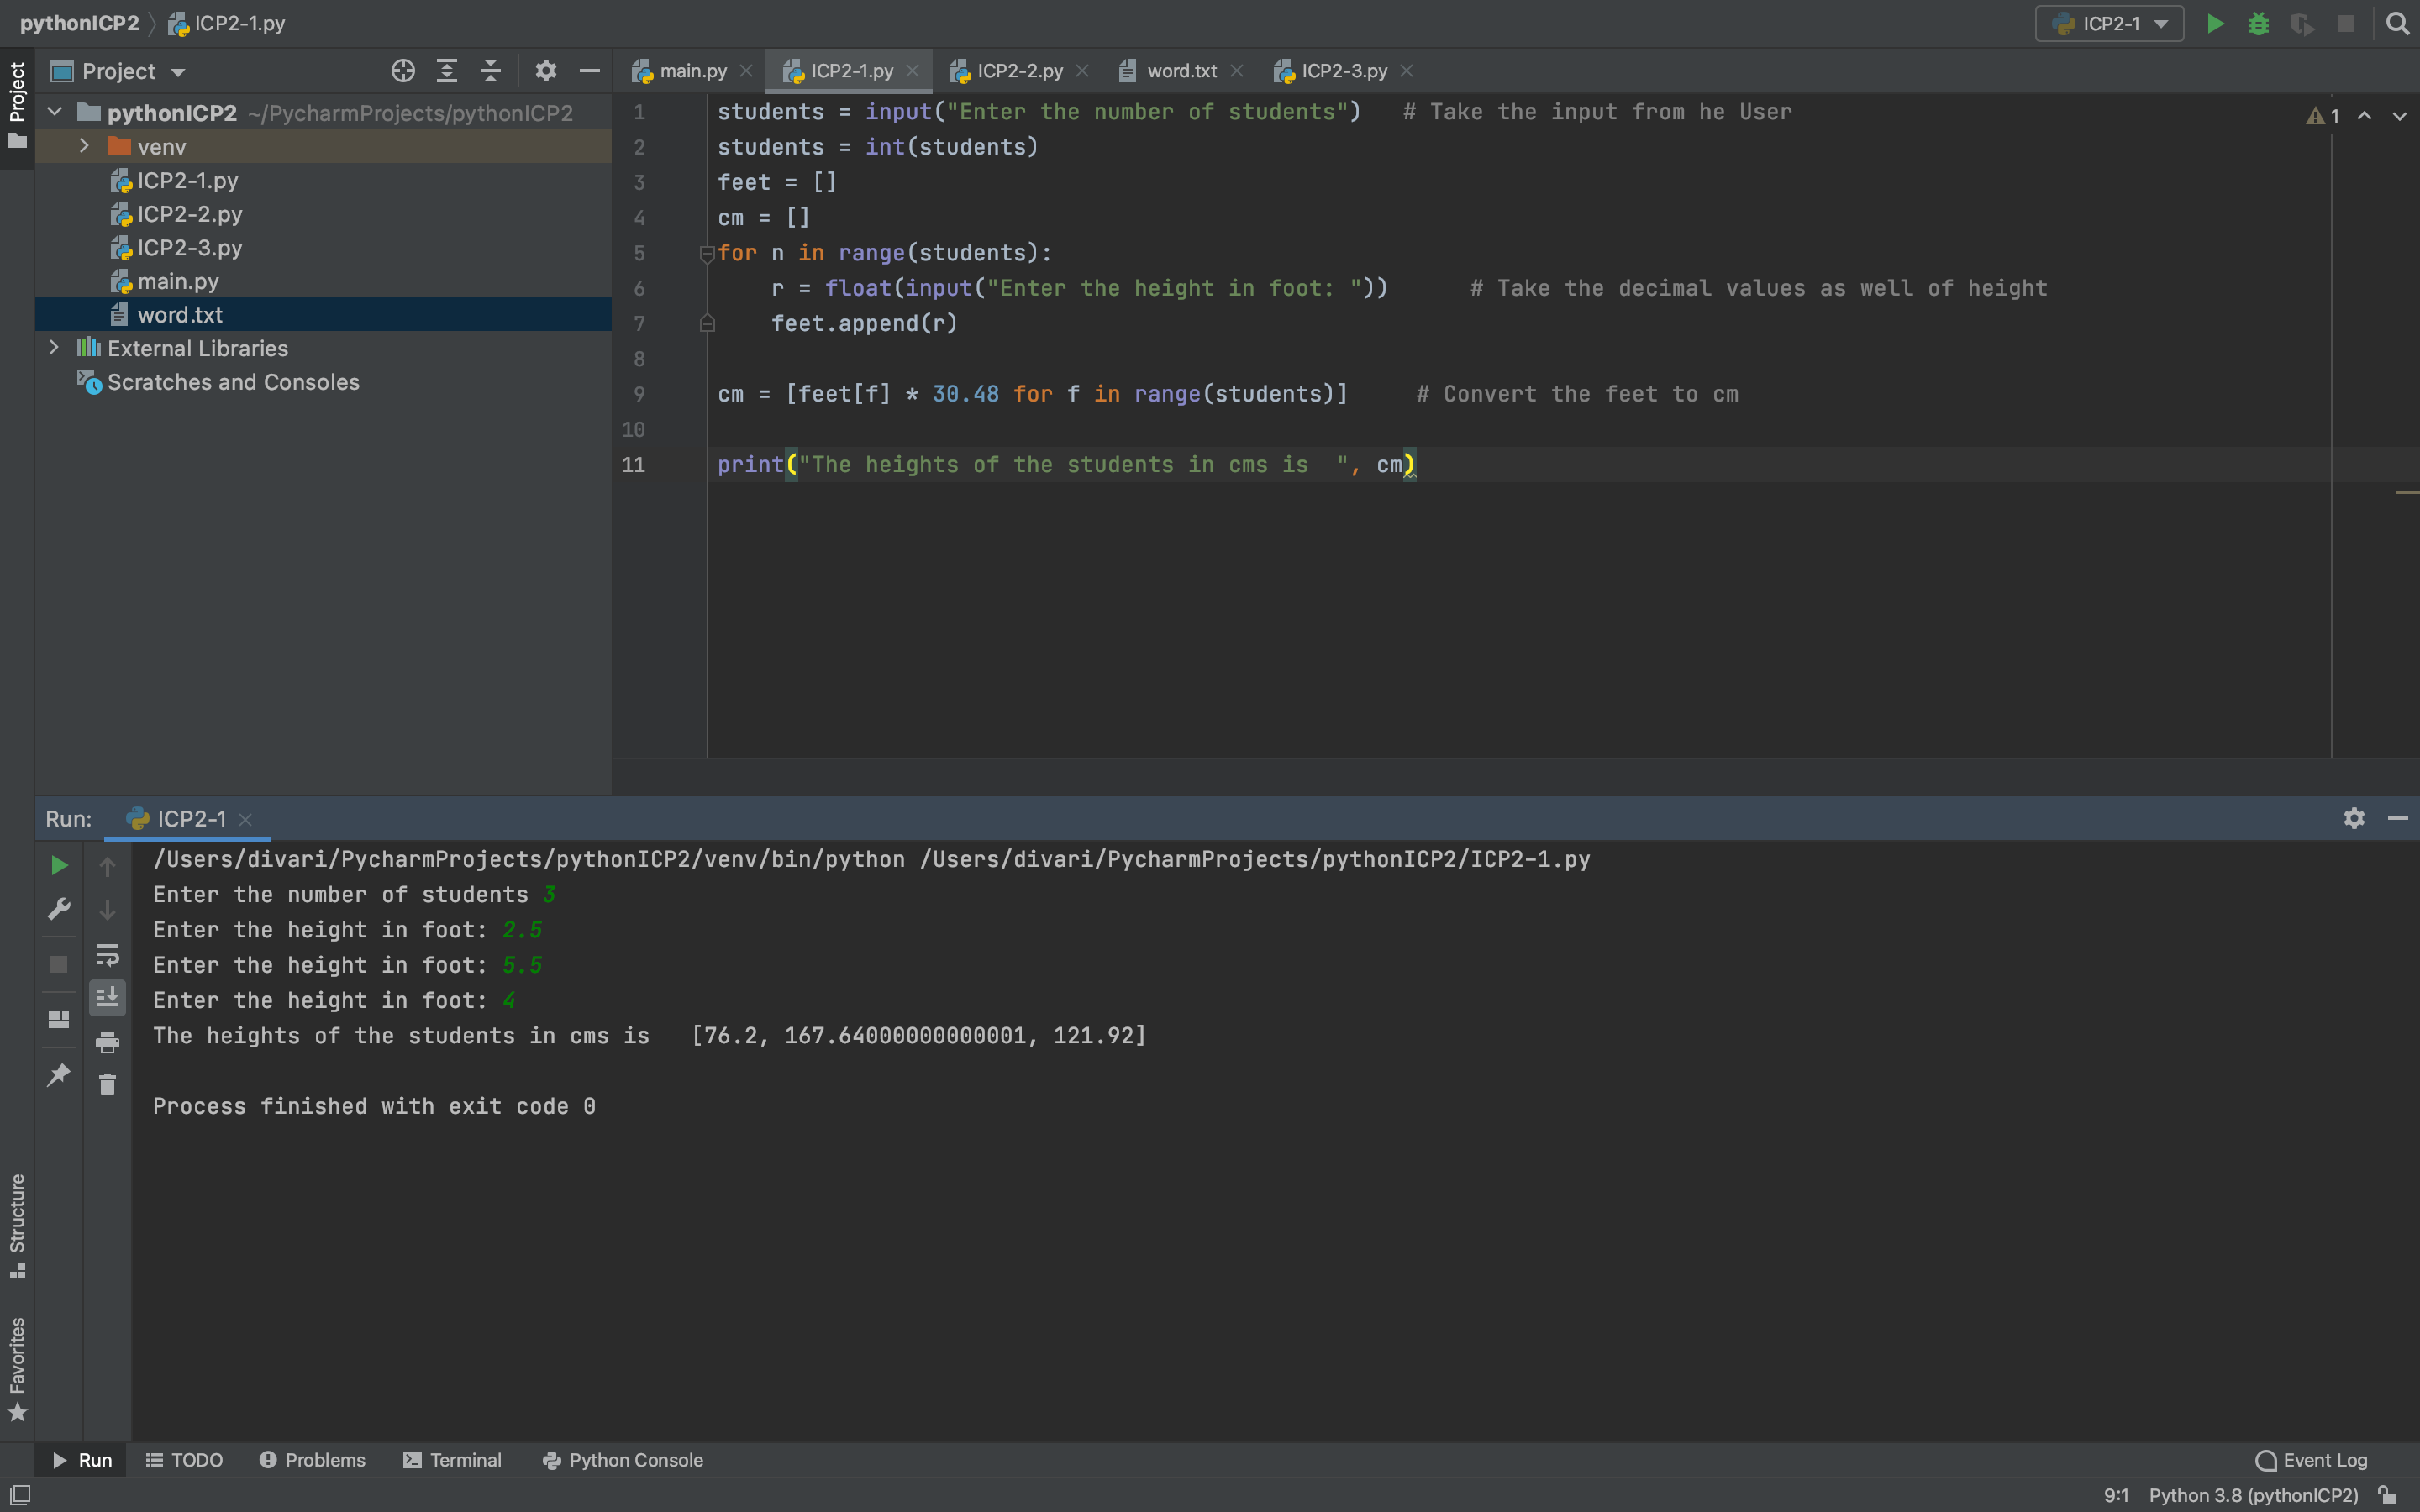 pythonICP2 ICP2-1.py ICP2-1
Project Project main.py ICP2-1.py ICP2-2.py word.txt ICP2-3.py
pythonICP2 ~/PycharmProjects/pythonICP2
venv
ICP2-1.py
ICP2-2.py
ICP2-3.py
main.py
word.txt
External Libraries
Scratches and Consoles
1 students = input("Enter the number of students")   # Take the input from he User
2 students = int(students)
3 feet = []
4 cm = []
5 for n in range(students):
6     r = float(input("Enter the height in foot: "))      # Take the decimal values as well of height
7     feet.append(r)
8
9 cm = [feet[f] * 30.48 for f in range(students)]     # Convert the feet to cm
10
11 print("The heights of the students in cms is  ", cm)
1
Run: ICP2-1
/Users/divari/PycharmProjects/pythonICP2/venv/bin/python /Users/divari/PycharmProjects/pythonICP2/ICP2-1.py
Enter the number of students 3
Enter the height in foot: 2.5
Enter the height in foot: 5.5
Enter the height in foot: 4
The heights of the students in cms is   [76.2, 167.64000000000001, 121.92]
Process finished with exit code 0
Structure
Favorites
Run TODO Problems Terminal Python Console Event Log
9:1 Python 3.8 (pythonICP2)